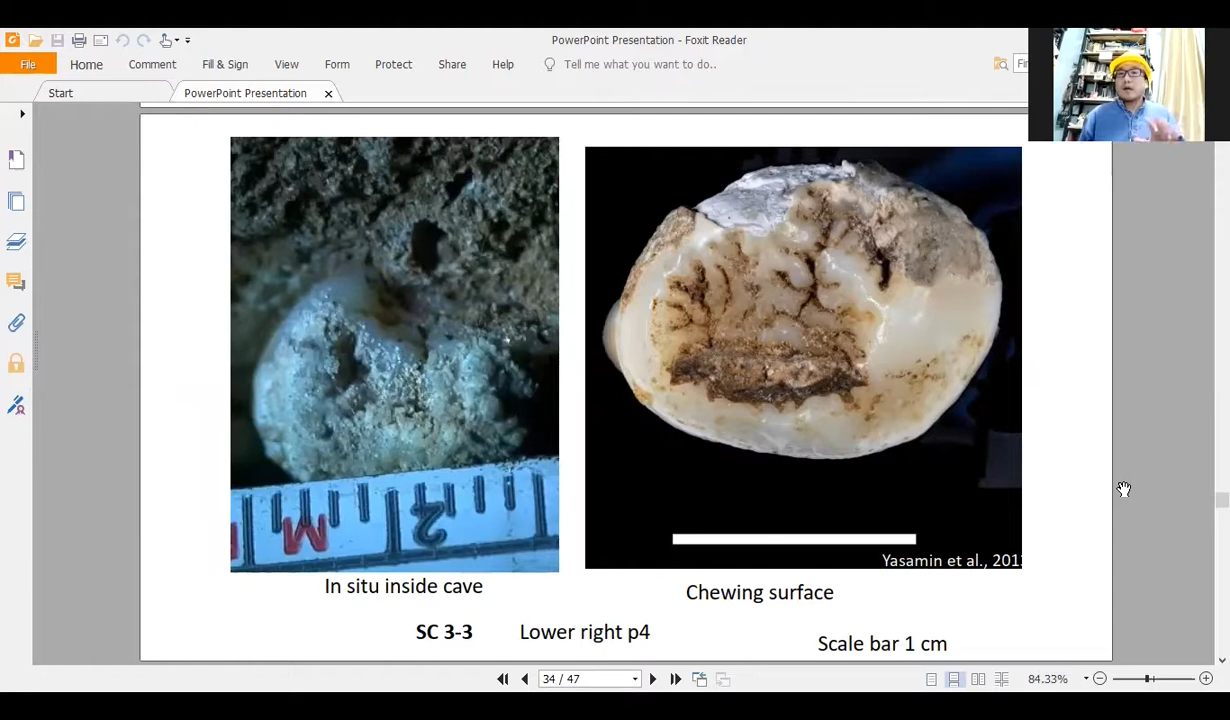 PowerPoint Presentation - Foxit Reader
File Home Comment Fill & Sign View Form Protect Share Help Tell me what you want to do..
Start PowerPoint Presentation
M 2
Yasamin et al., 201
In situ inside cave
Chewing surface
SC 3-3 Lower right p4
Scale bar 1 cm
34 / 47 84.33%